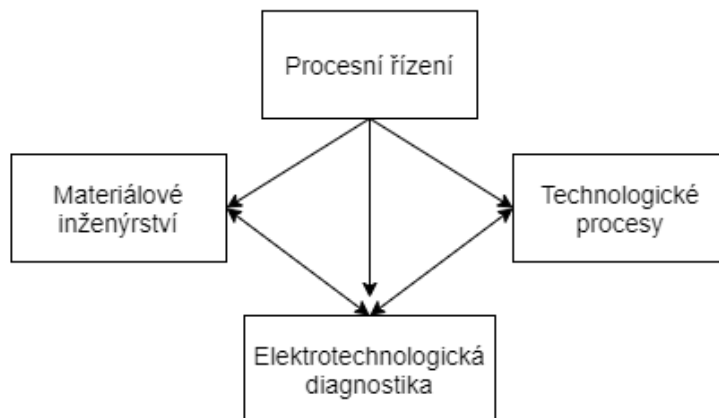 Procesní řízení
Materiálové
inženýrství
Technologické
procesy
Elektrotechnologická
diagnostika